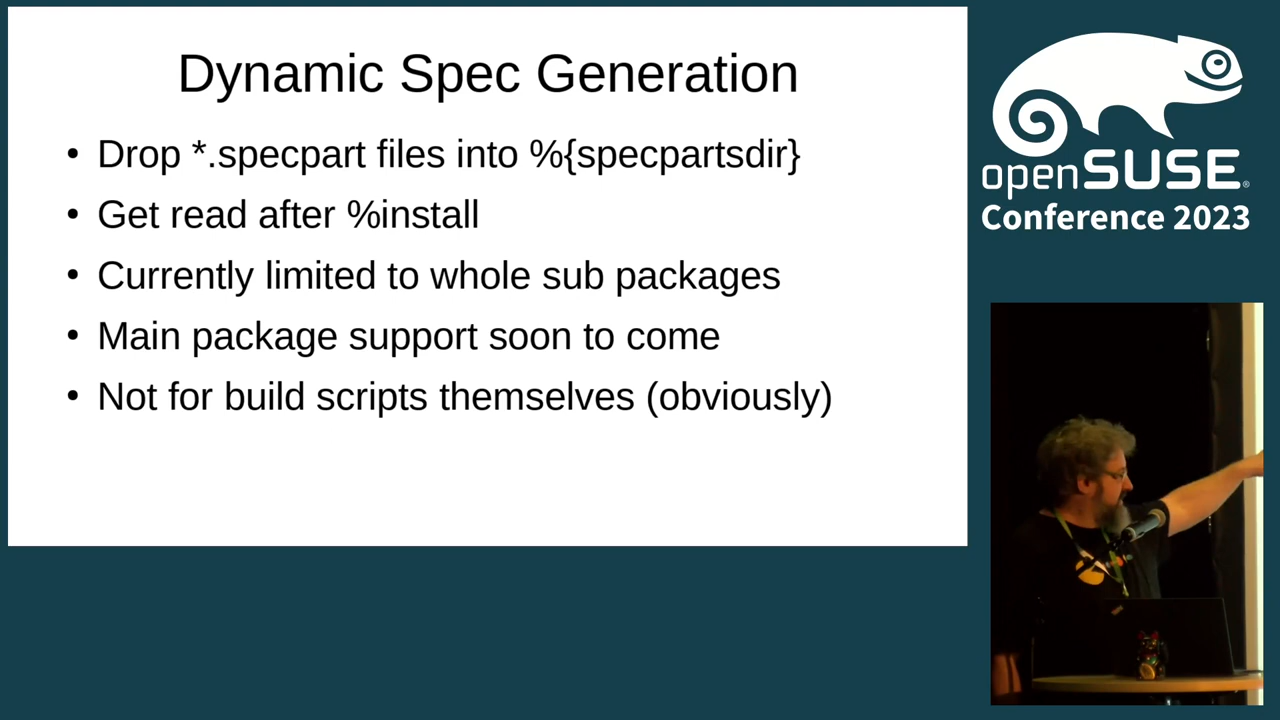 Dynamic Spec Generation
• Drop *.specpart files into %{specpartsdir}
• Get read after %install
• Currently limited to whole sub packages
• Main package support soon to come
• Not for build scripts themselves (obviously)
openSUSE®
Conference 2023